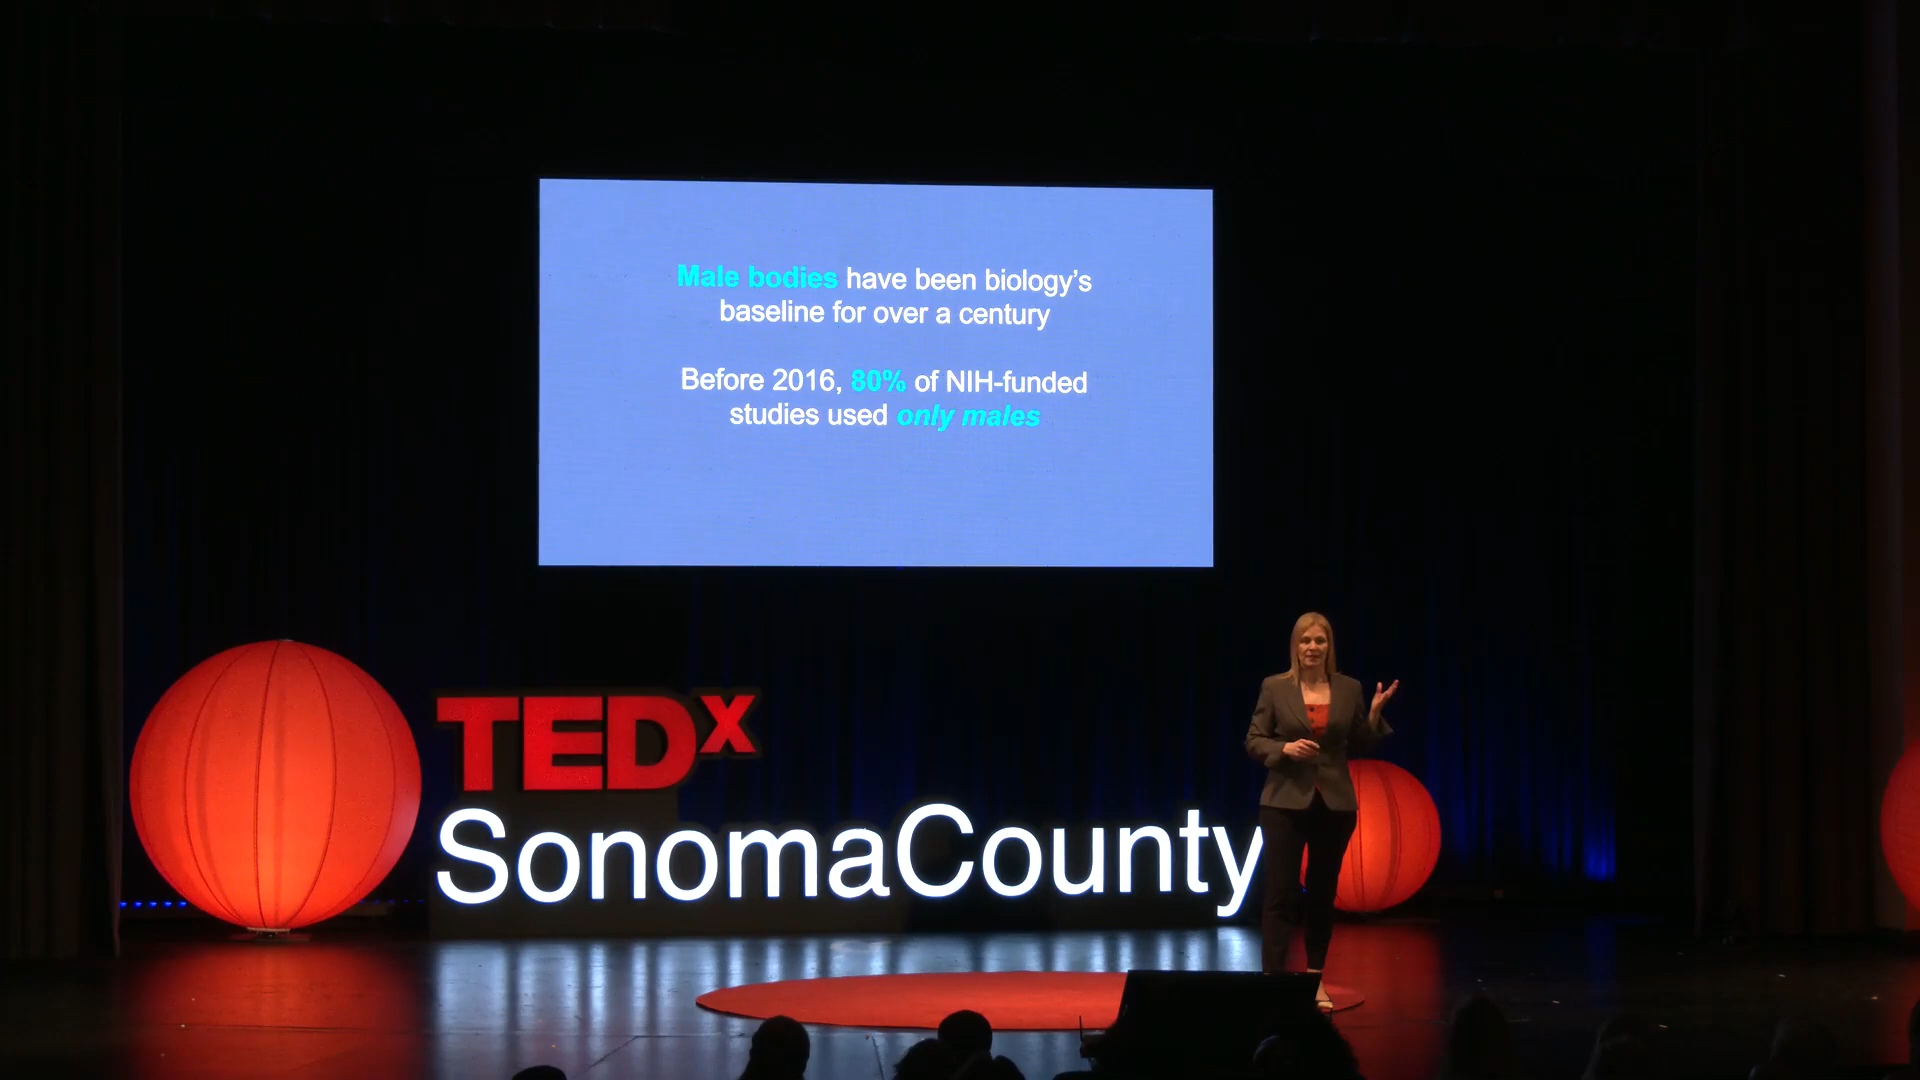 Male bodies have been biology’s
baseline for over a century
Before 2016, 80% of NIH-funded
studies used only males
TEDx
SonomaCounty